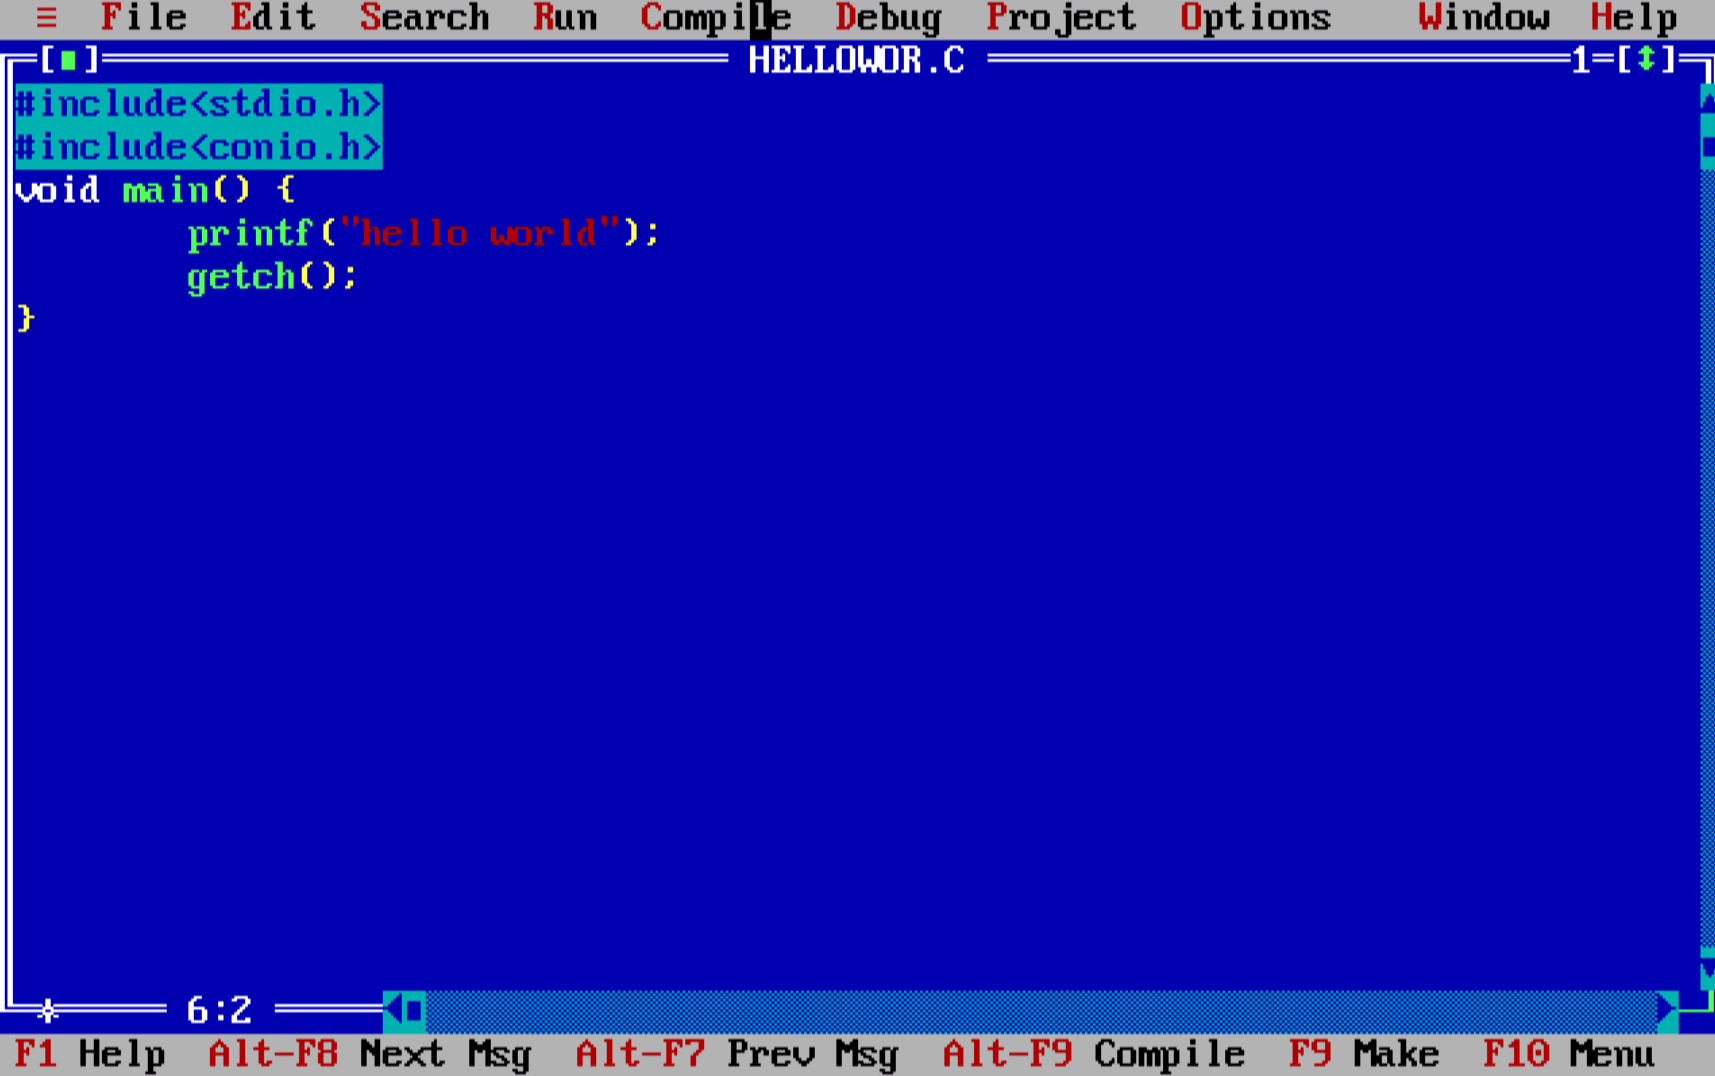 ≡ File Edit Search Run Compile Debug Project Options Window Help
[■] HELLOWOR.C 1=[↕]
#include<stdio.h>
#include<conio.h>
void main() {
        printf("hello world");
        getch();
}
6:2
F1 Help Alt-F8 Next Msg Alt-F7 Prev Msg Alt-F9 Compile F9 Make F10 Menu